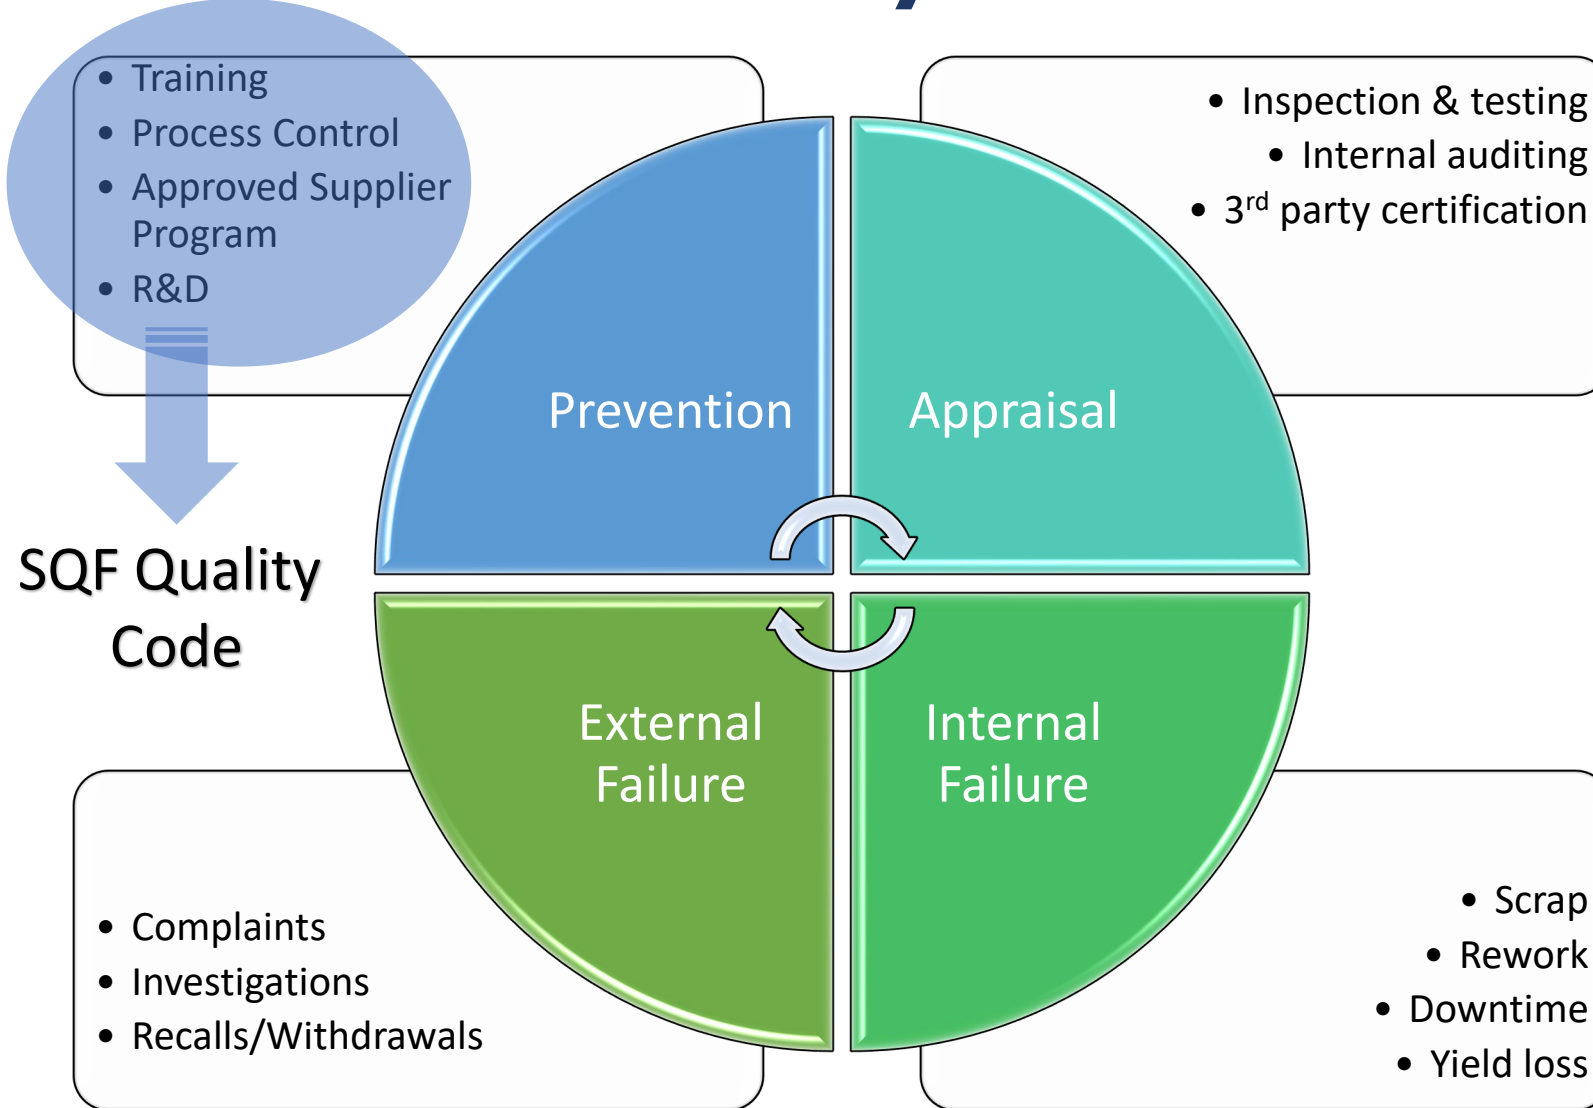 • Training
• Process Control
• Approved Supplier
Program
• R&D
• Inspection & testing
• Internal auditing
• 3rd party certification
Prevention
Appraisal
SQF Quality
Code
External
Failure
Internal
Failure
• Complaints
• Investigations
• Recalls/Withdrawals
• Scrap
• Rework
• Downtime
• Yield loss